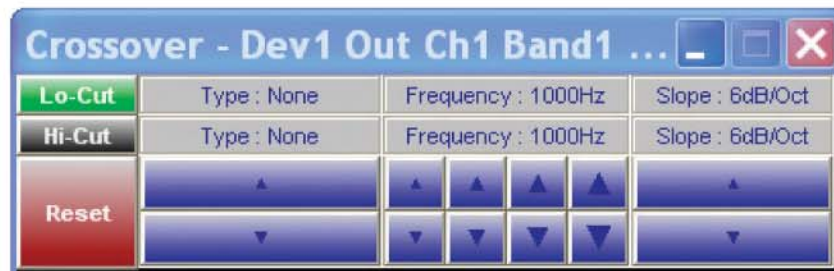 Crossover - Dev1 Out Ch1 Band1 ...
Lo-Cut Type : None Frequency : 1000Hz Slope : 6dB/Oct
Hi-Cut Type : None Frequency : 1000Hz Slope : 6dB/Oct
Reset